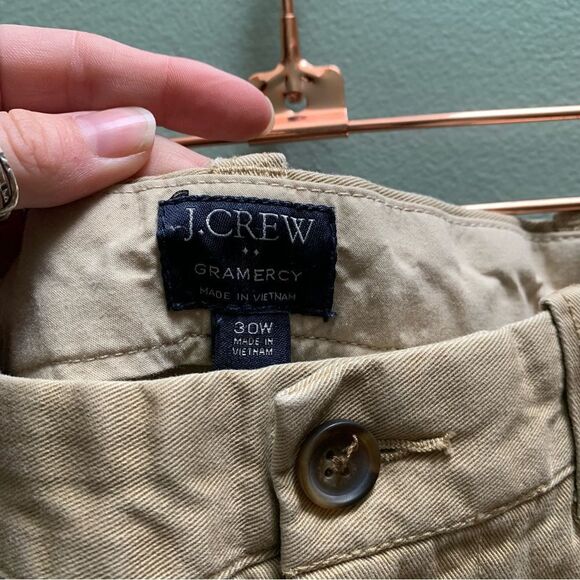 J.CREW
GRAMERCY
MADE IN VIETNAM
30W
MADE IN
VIETNAM